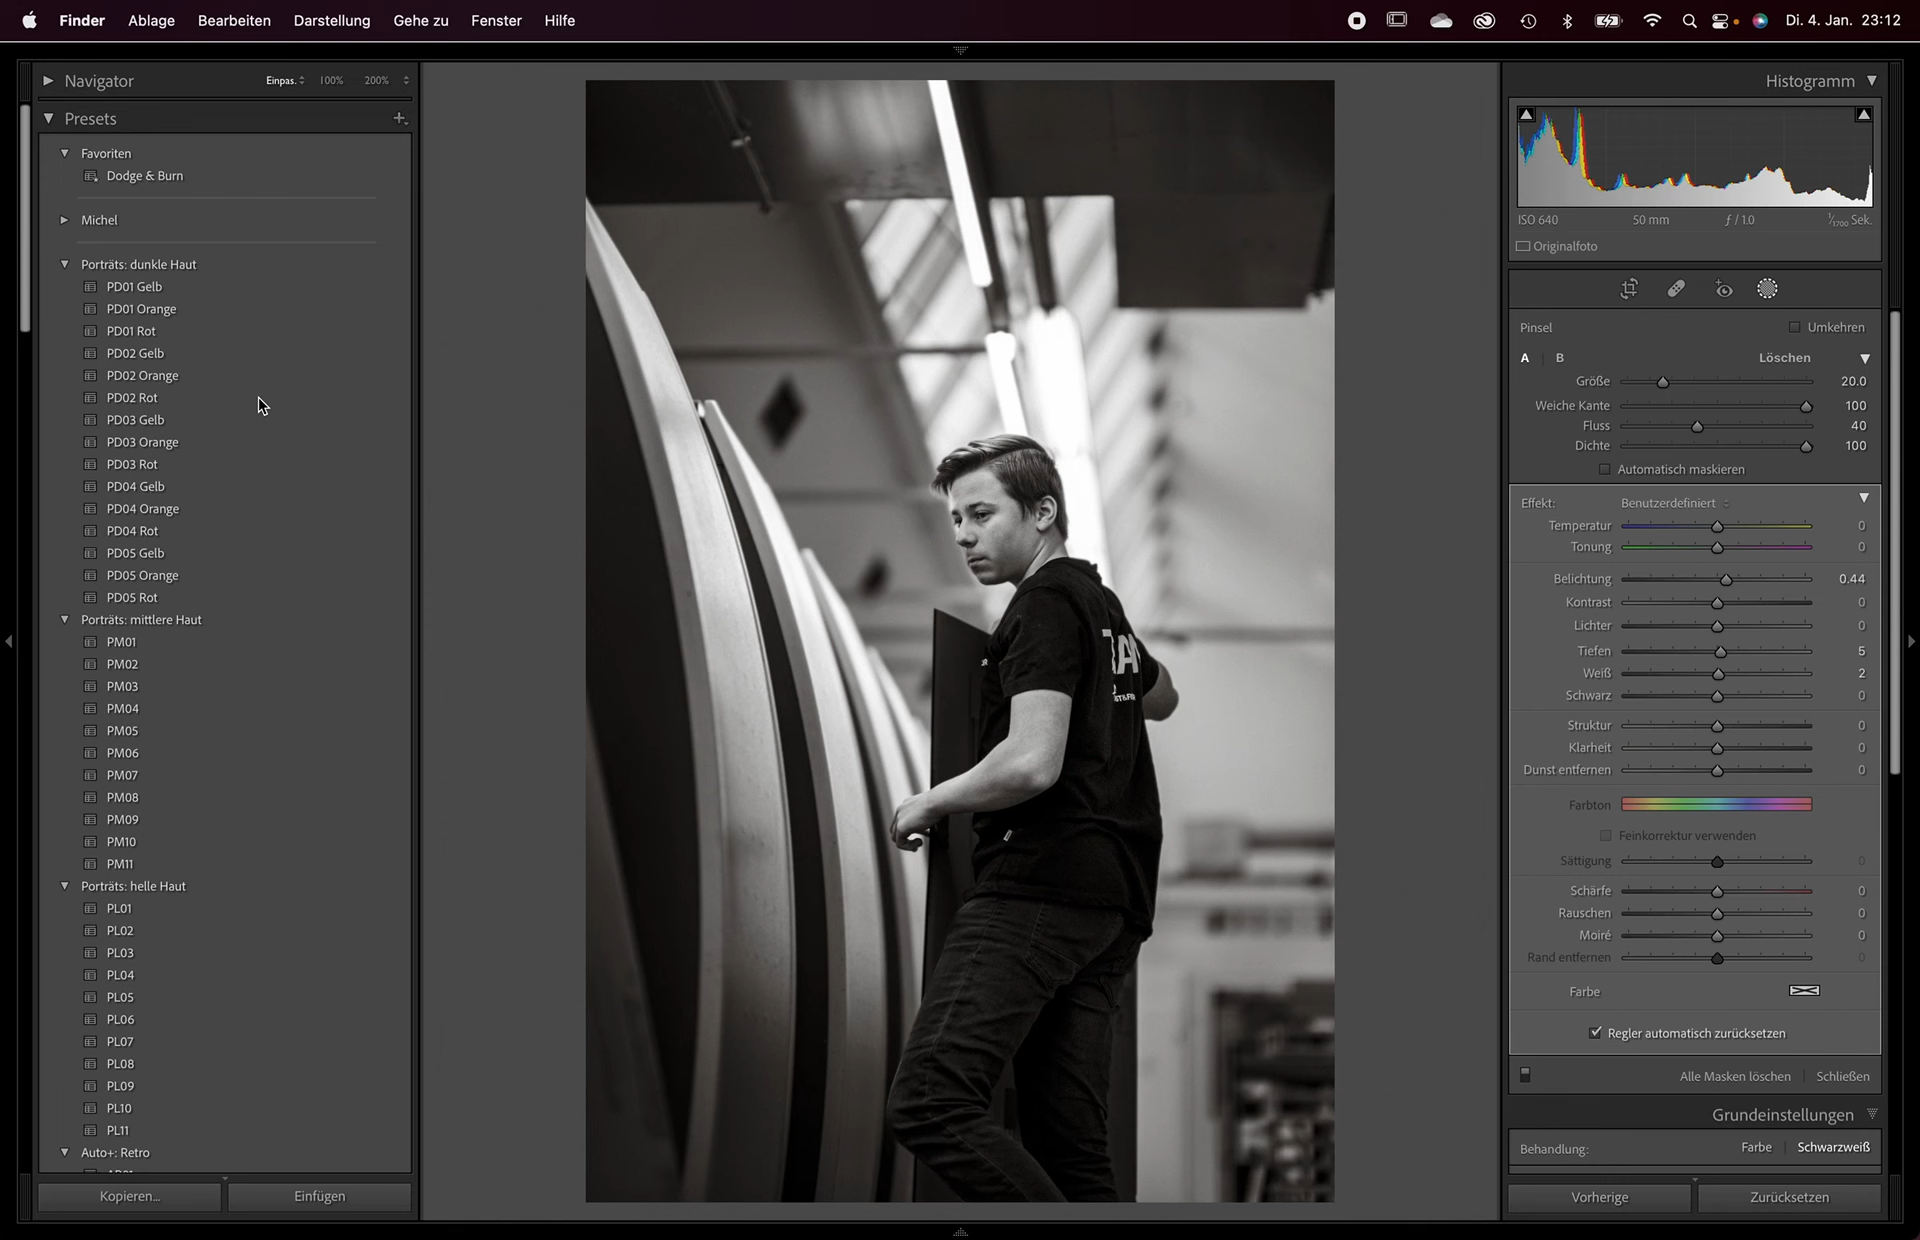 Finder Ablage Bearbeiten Darstellung Gehe zu Fenster Hilfe Di. 4. Jan. 23:12
Navigator Einpas. 100% 200%
Presets
Favoriten
Dodge & Burn
Michel
Porträts: dunkle Haut
PD01 Gelb
PD01 Orange
PD01 Rot
PD02 Gelb
PD02 Orange
PD02 Rot
PD03 Gelb
PD03 Orange
PD03 Rot
PD04 Gelb
PD04 Orange
PD04 Rot
PD05 Gelb
PD05 Orange
PD05 Rot
Porträts: mittlere Haut
PM01
PM02
PM03
PM04
PM05
PM06
PM07
PM08
PM09
PM10
PM11
Porträts: helle Haut
PL01
PL02
PL03
PL04
PL05
PL06
PL07
PL08
PL09
PL10
PL11
Auto+: Retro
Kopieren... Einfügen
Histogramm
ISO 640 50 mm ƒ / 1.0 1/1700 Sek.
Originalfoto
Pinsel Umkehren
A B Löschen
Größe 20.0
Weiche Kante 100
Fluss 40
Dichte 100
Automatisch maskieren
Effekt: Benutzerdefiniert
Temperatur 0
Tonung 0
Belichtung 0.44
Kontrast 0
Lichter 0
Tiefen 5
Weiß 2
Schwarz 0
Struktur 0
Klarheit 0
Dunst entfernen 0
Farbton
Feinkorrektur verwenden
Sättigung 0
Schärfe 0
Rauschen 0
Moiré 0
Rand entfernen 0
Farbe
Regler automatisch zurücksetzen
Alle Masken löschen Schließen
Grundeinstellungen
Behandlung: Farbe Schwarzweiß
Vorherige Zurücksetzen